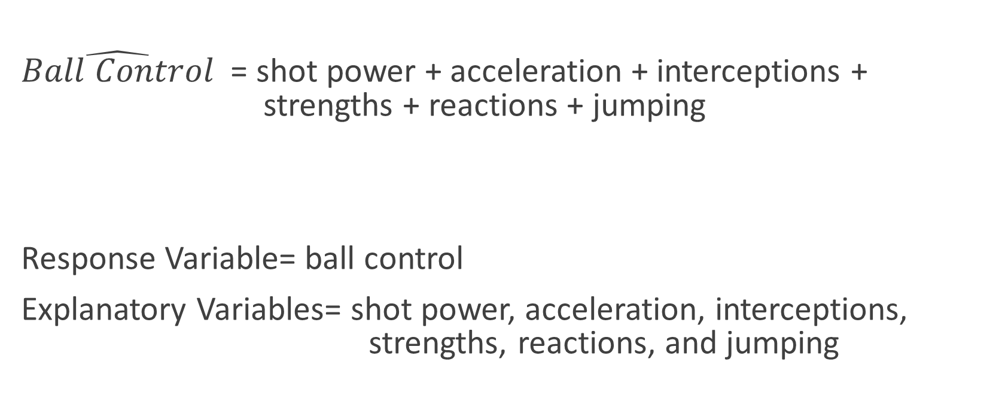 Ball Control = shot power + acceleration + interceptions +
strengths + reactions + jumping
Response Variable= ball control
Explanatory Variables= shot power, acceleration, interceptions,
strengths, reactions, and jumping